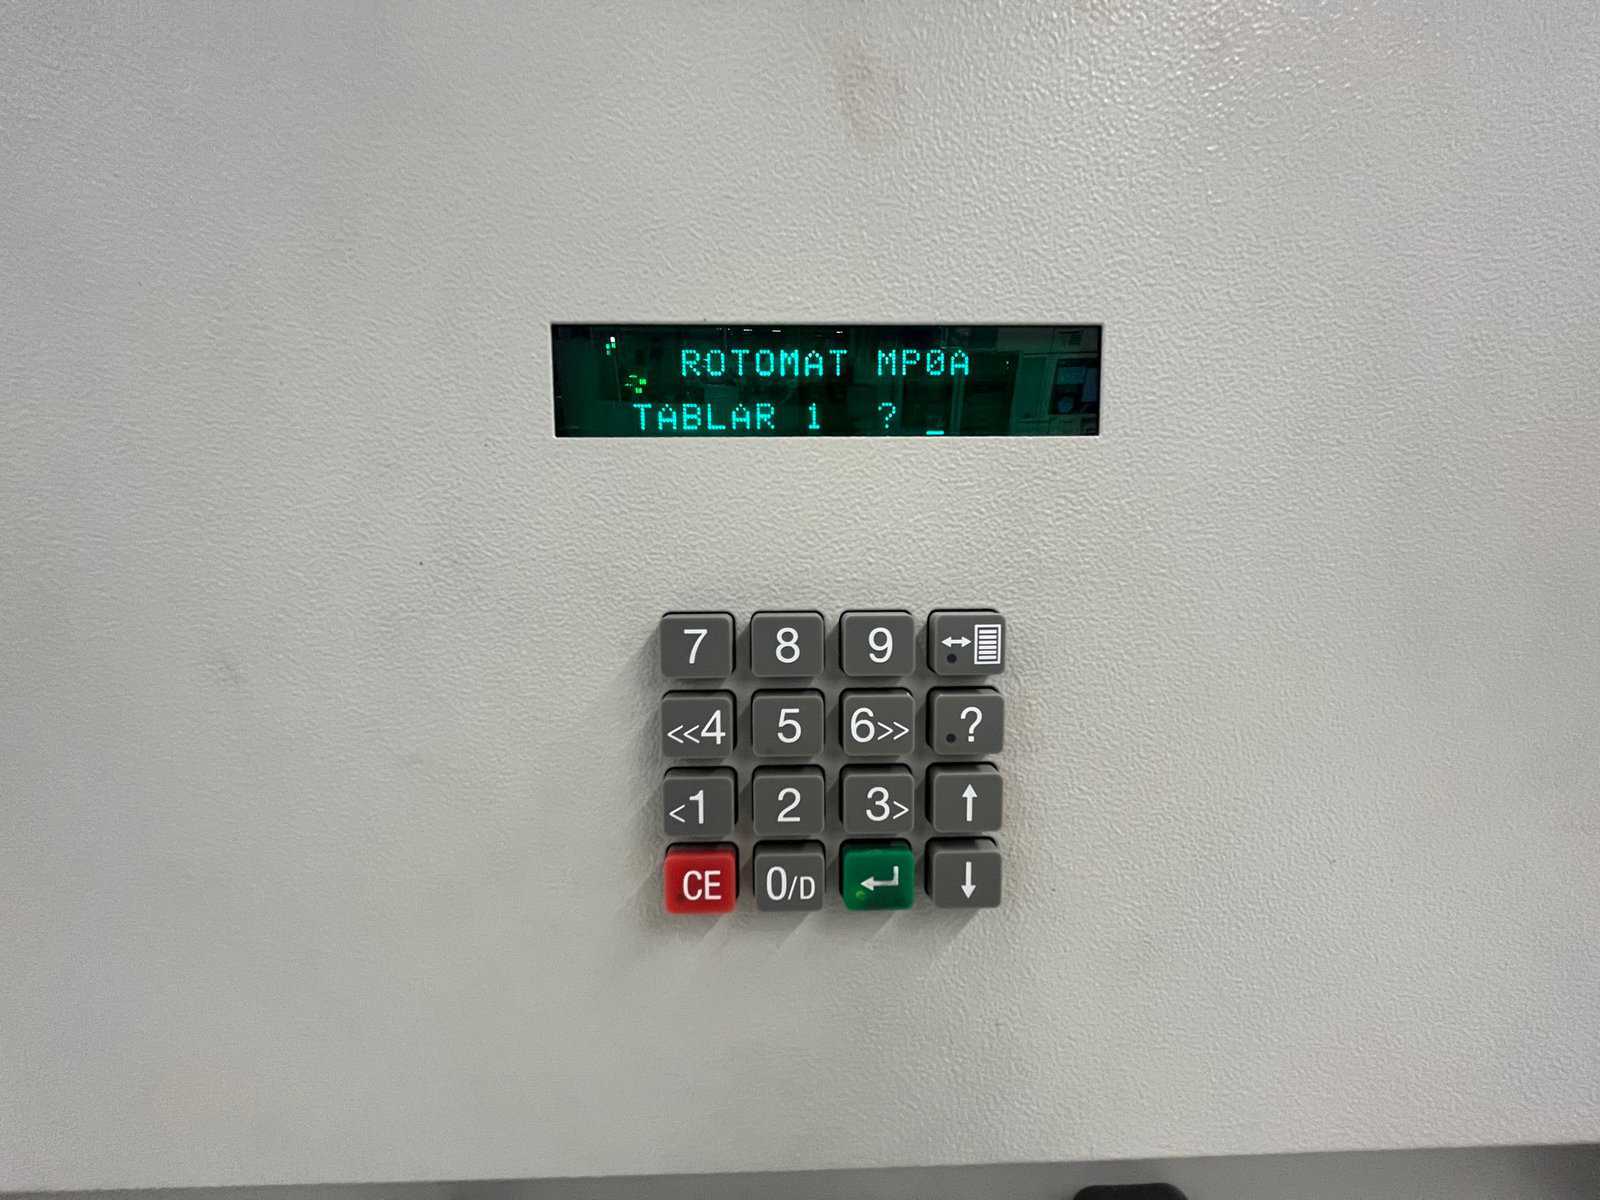 ROTOMAT MP0A
TABLAR 1 ? _
7 8 9 ↔
<<4 5 6>> .?
<1 2 3> ↑
CE 0/D ↵ ↓